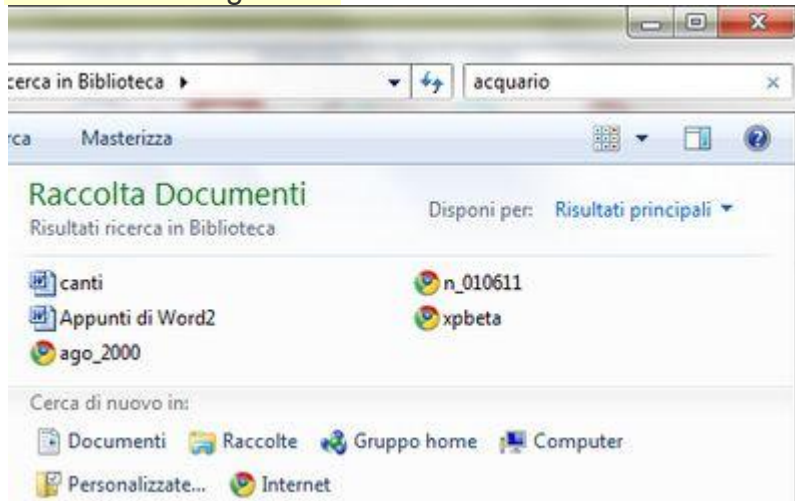 cerca in Biblioteca
acquario
rca Masterizza
Raccolta Documenti
Risultati ricerca in Biblioteca
Disponi per: Risultati principali
canti n_010611
Appunti di Word2 xpbeta
ago_2000
Cerca di nuovo in:
Documenti Raccolte Gruppo home Computer
Personalizzate... Internet